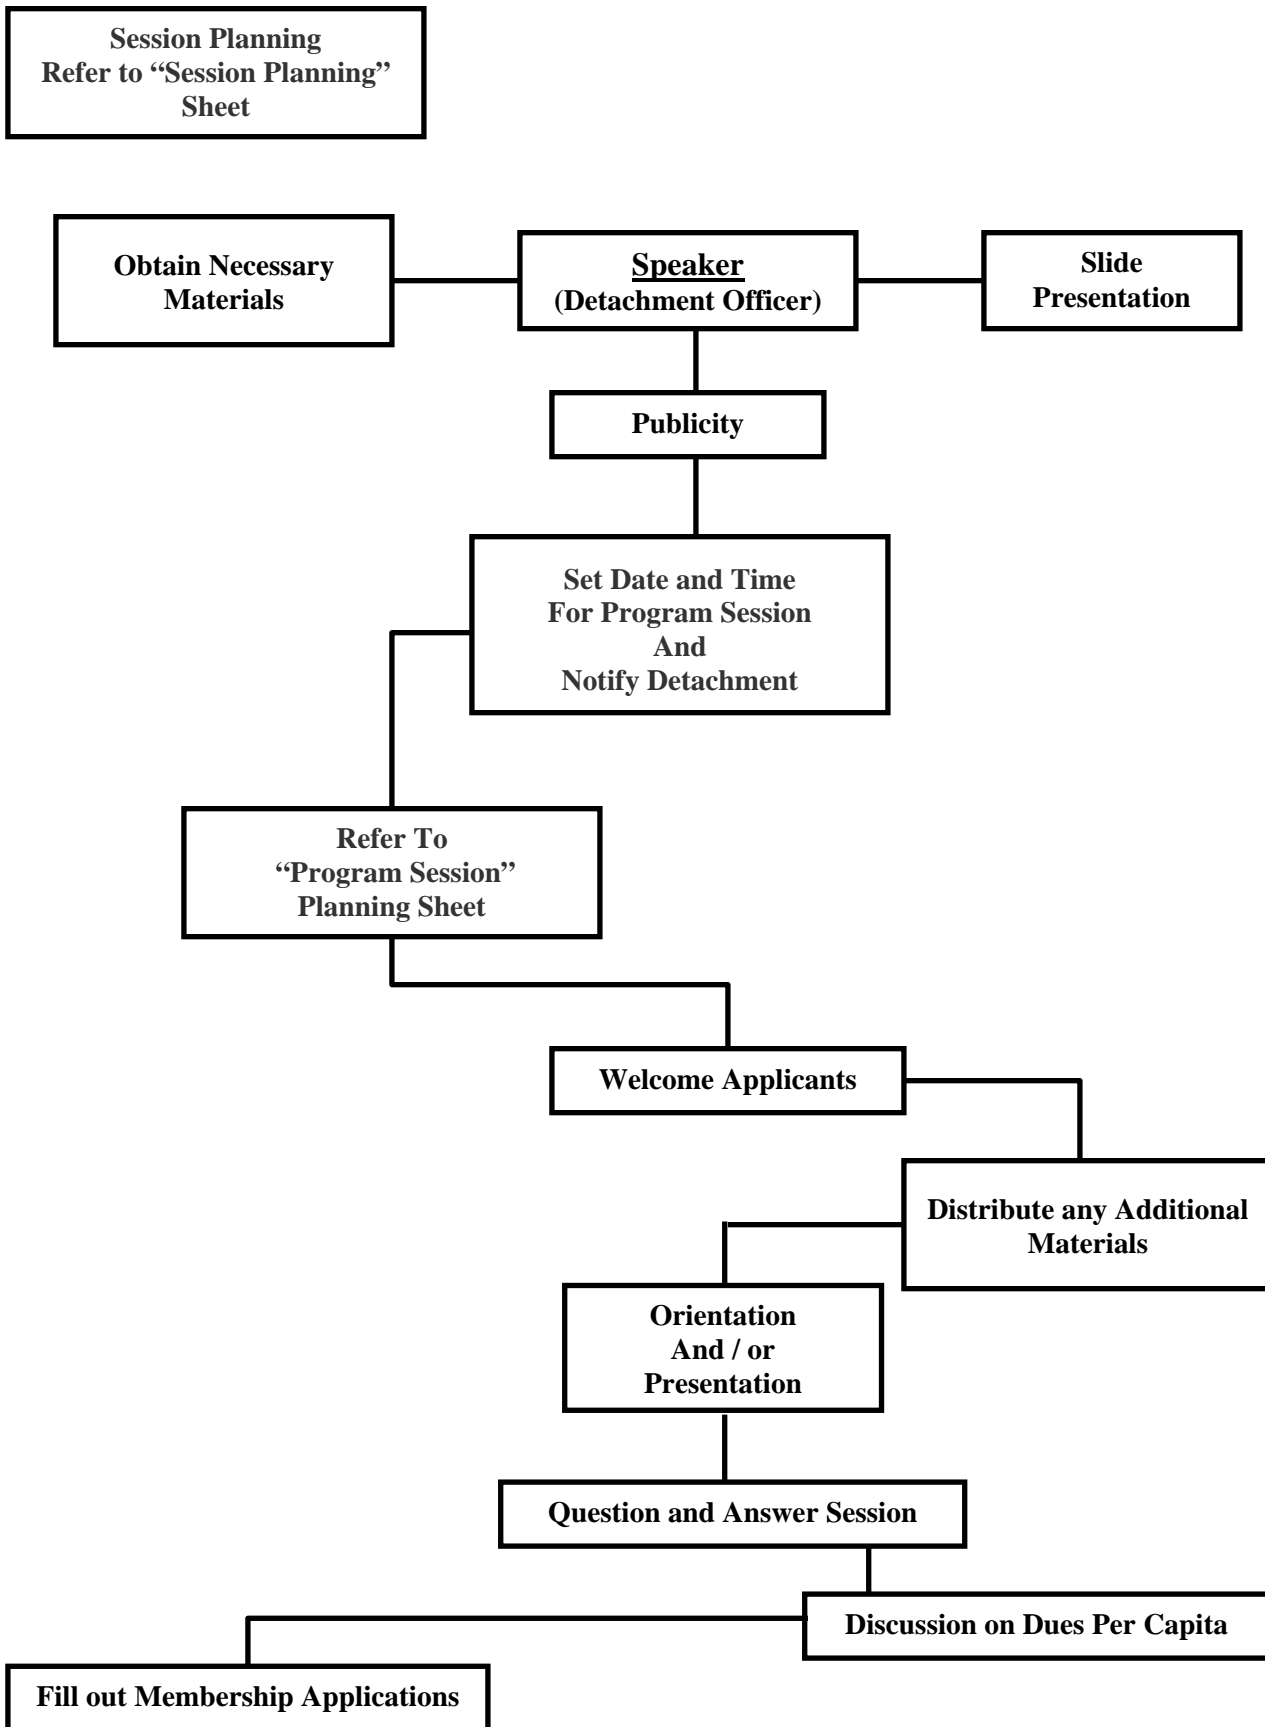 Session Planning
Refer to “Session Planning”
Sheet
Obtain Necessary
Materials
Speaker
(Detachment Officer)
Slide
Presentation
Publicity
Set Date and Time
For Program Session
And
Notify Detachment
Refer To
“Program Session”
Planning Sheet
Welcome Applicants
Distribute any Additional
Materials
Orientation
And / or
Presentation
Question and Answer Session
Discussion on Dues Per Capita
Fill out Membership Applications